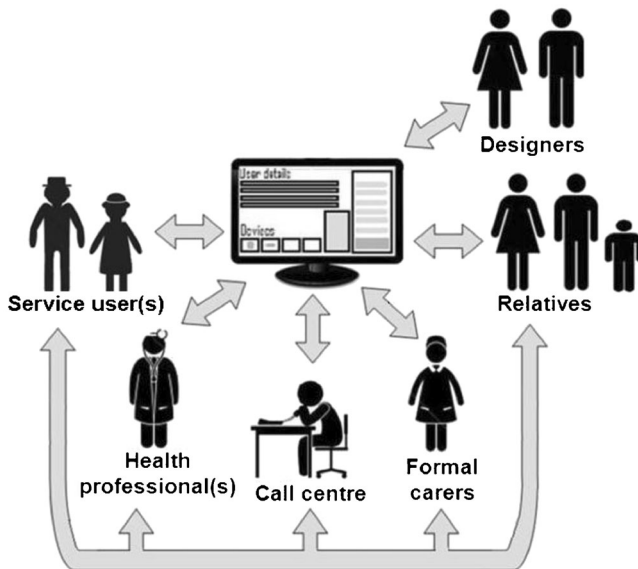 Designers
User details
Devices
Service user(s)
Relatives
Health
professional(s)
Call centre
Formal
carers